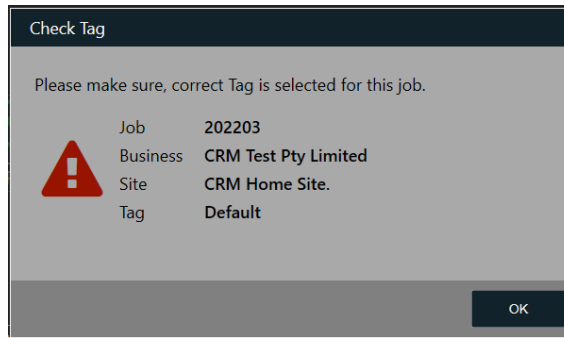 Check Tag
Please make sure, correct Tag is selected for this job.
Job 202203
Business CRM Test Pty Limited
Site CRM Home Site.
Tag Default
OK